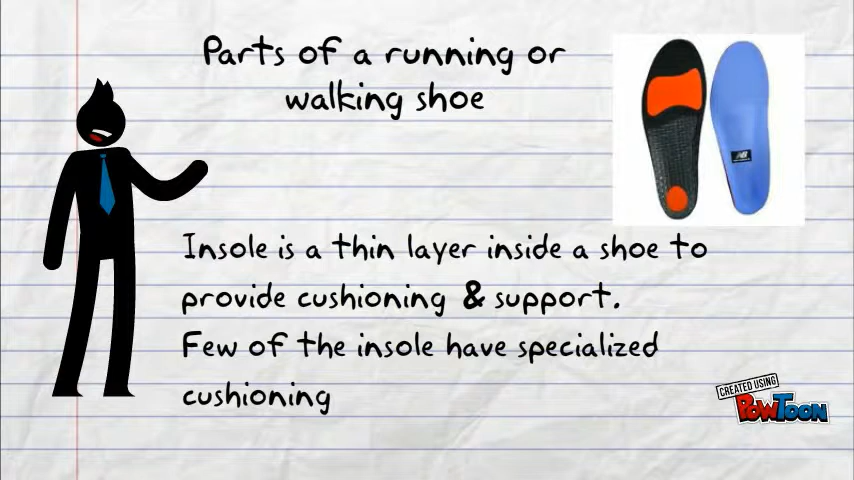 Parts of a running or
walking shoe
Insole is a thin layer inside a shoe to
provide cushioning & support.
Few of the insole have specialized
cushioning
CREATED USING
POWTOON